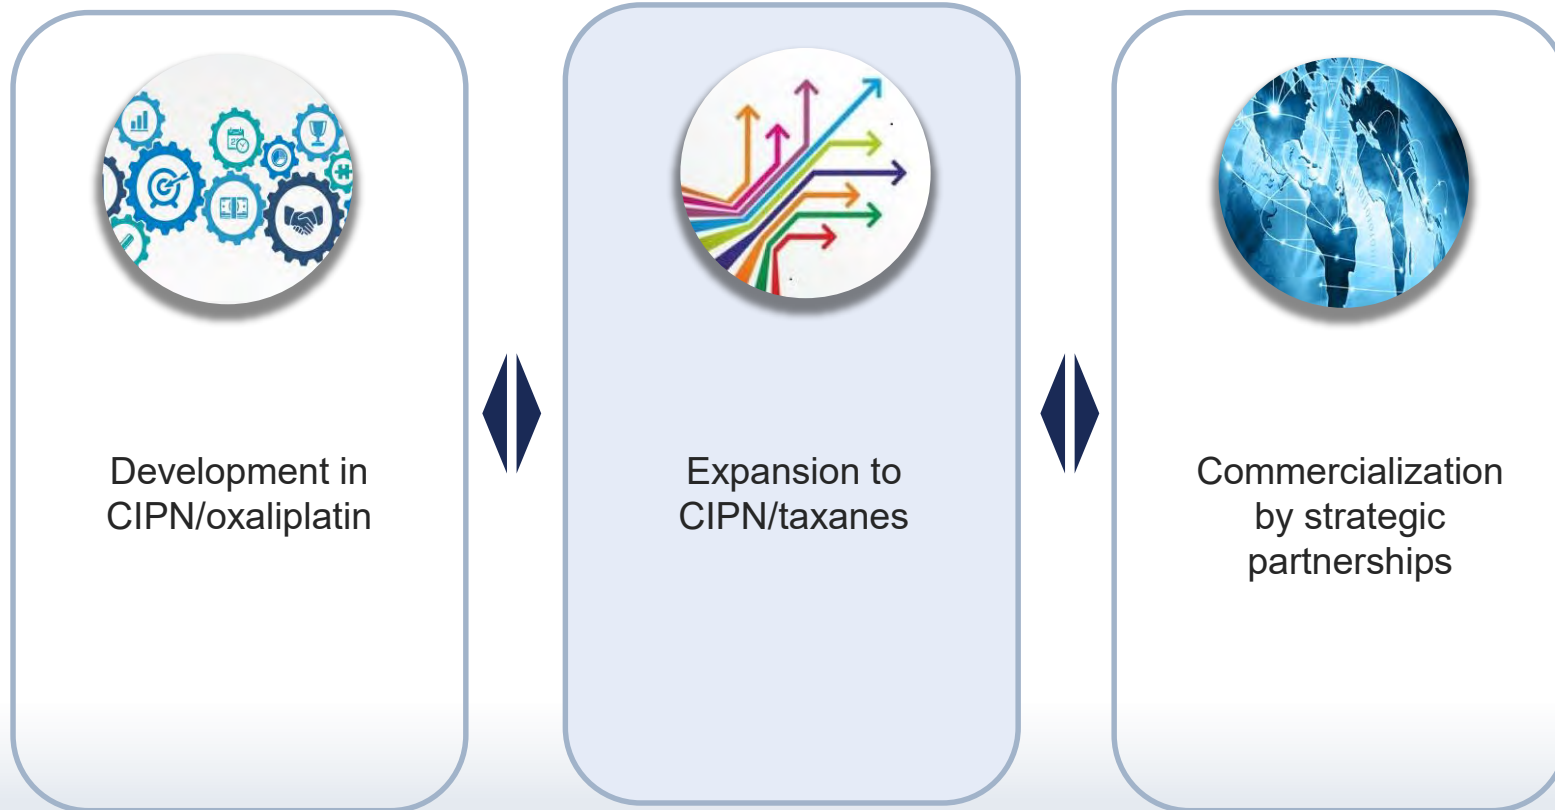 Development in
CIPN/oxaliplatin
Expansion to
CIPN/taxanes
Commercialization
by strategic
partnerships